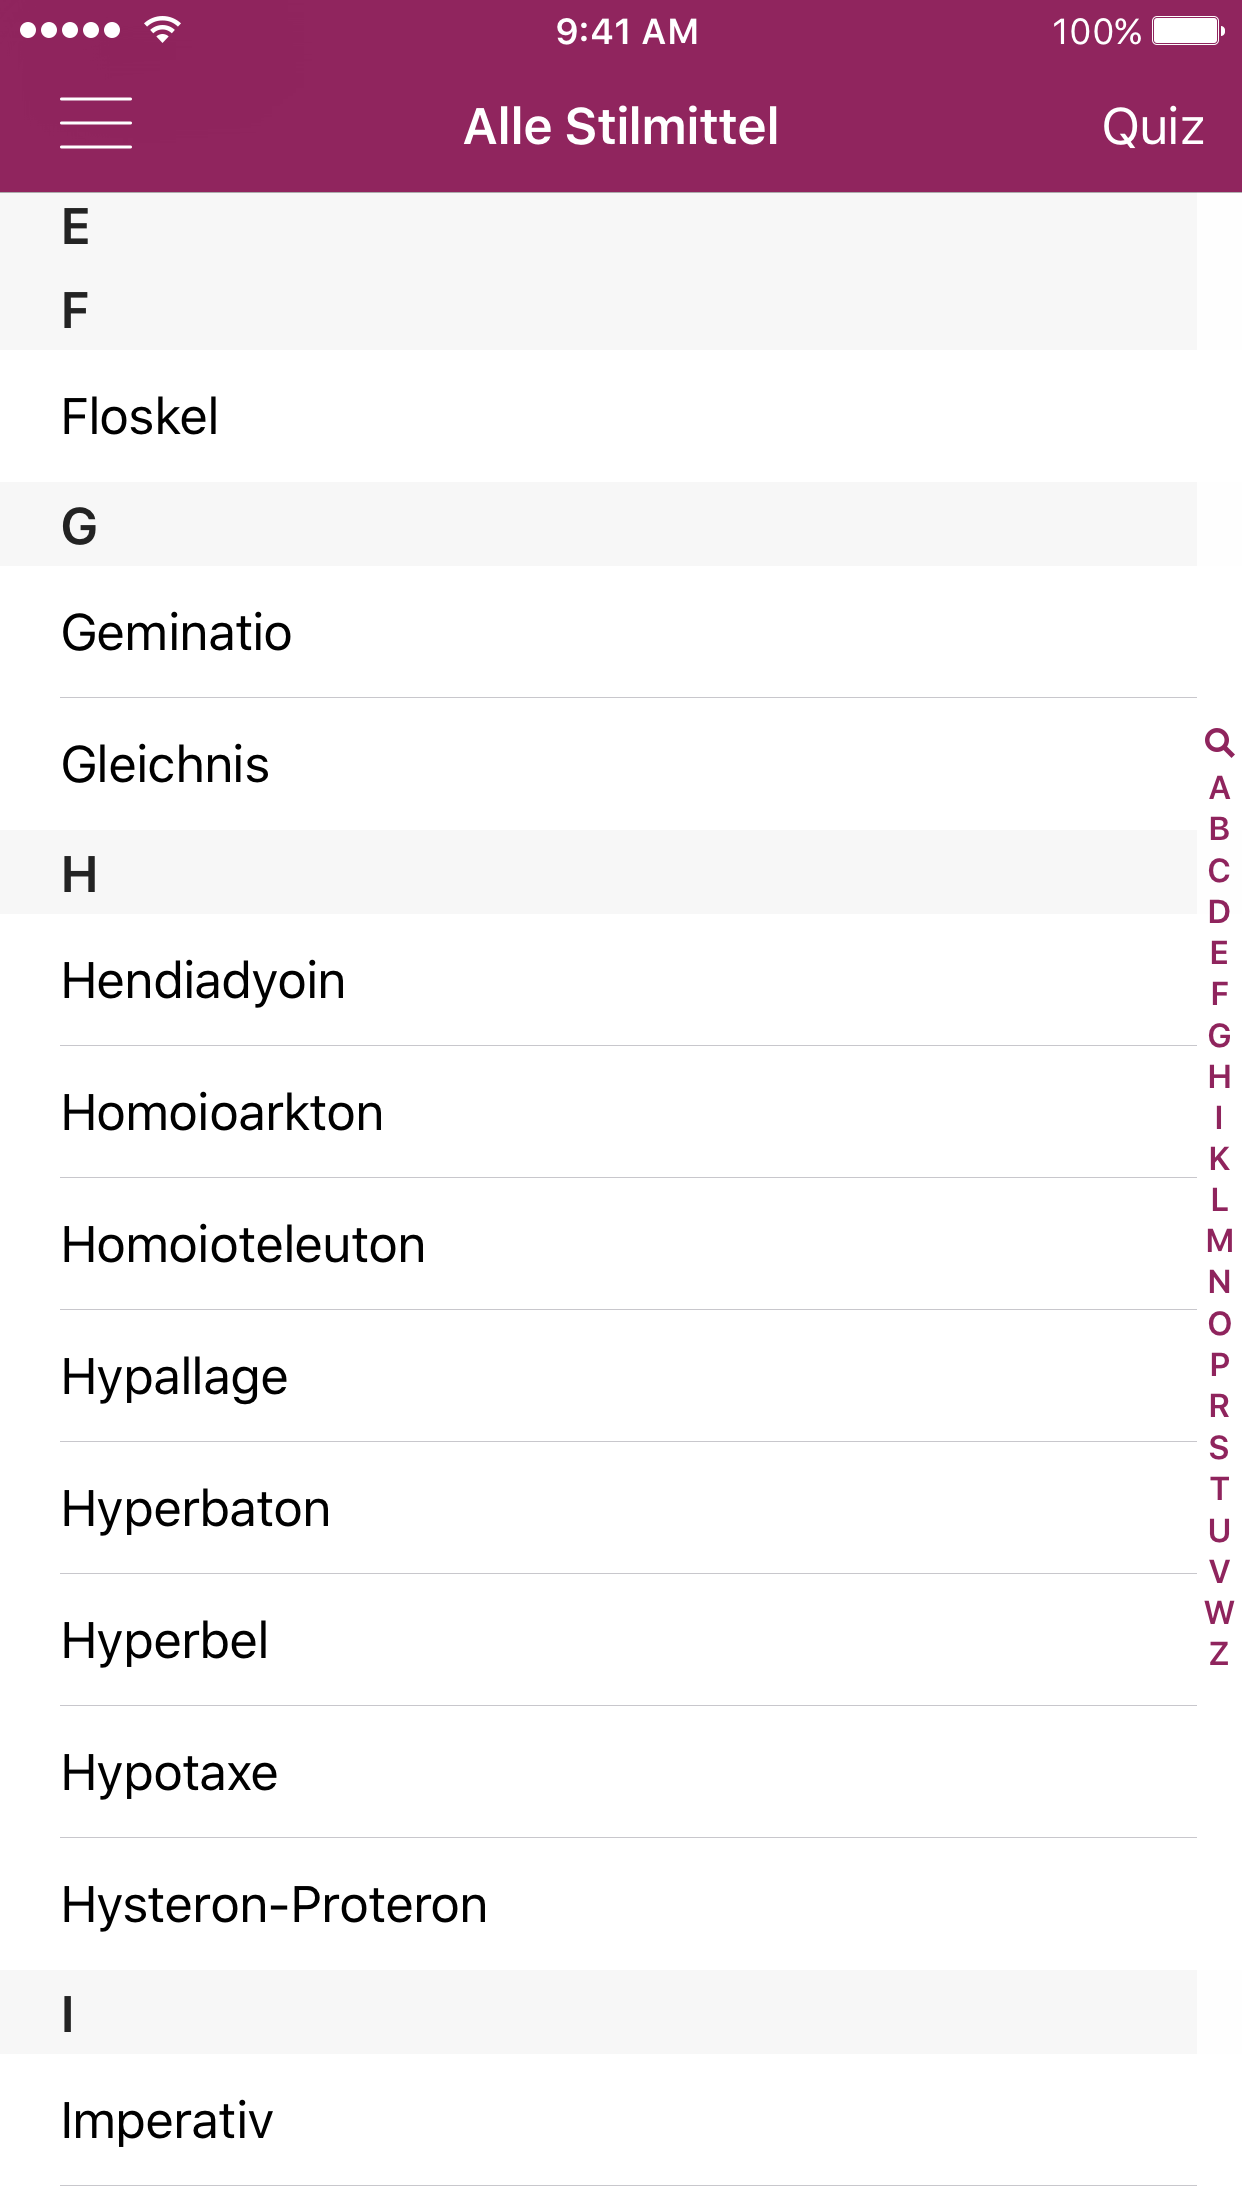 9:41 AM
100%
Alle Stilmittel
Quiz
E
F
Floskel
G
Geminatio
Gleichnis
H
Hendiadyoin
Homoioarkton
Homoioteleuton
Hypallage
Hyperbaton
Hyperbel
Hypotaxe
Hysteron-Proteron
I
Imperativ
A
B
C
D
E
F
G
H
I
K
L
M
N
O
P
R
S
T
U
V
W
Z